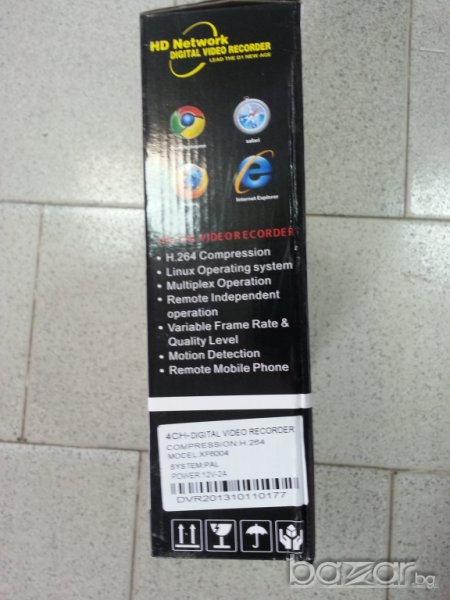 HD Network
DIGITAL VIDEO RECORDER
LEAD THE D1 NEW AGE
safari
Internet Explorer
VIDEO RECORDER
• H.264 Compression
• Linux Operating system
• Multiplex Operation
• Remote Independent
operation
• Variable Frame Rate &
Quality Level
• Motion Detection
• Remote Mobile Phone
4CH-DIGITAL VIDEO RECORDER
COMPRESSION:H.264
MODEL:XF6004
SYSTEM:PAL
POWER:12V-2A
DVR201310110177
bazar.bg